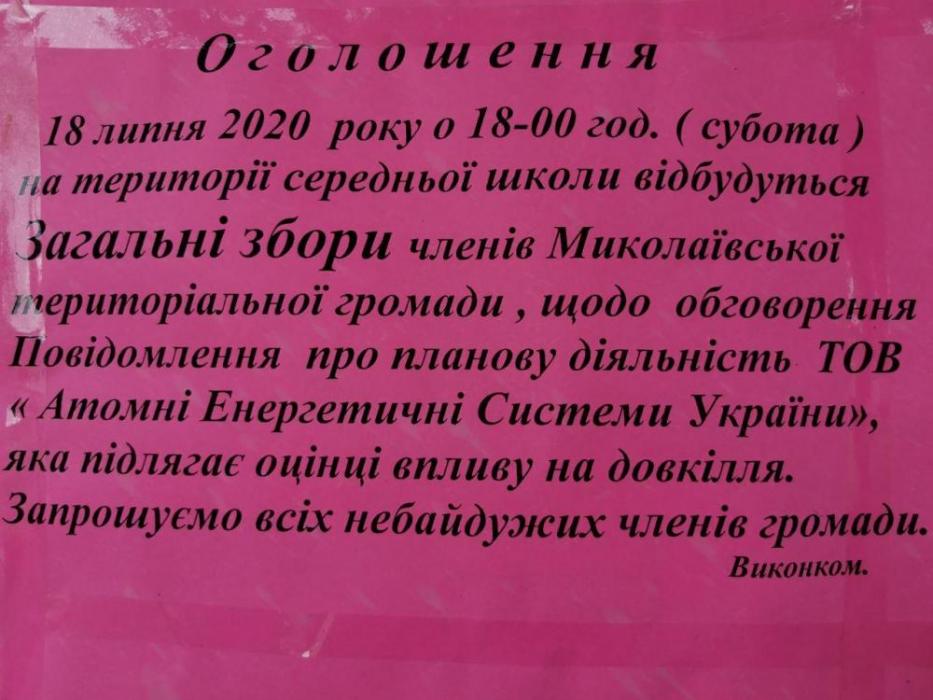 Оголошення
18 липня 2020 року о 18-00 год. ( субота )
на території середньої школи відбудуться
Загальні збори членів Миколаївської
територіальної громади , щодо обговорення
Повідомлення про планову діяльність ТОВ
« Атомні Енергетичні Системи України»,
яка підлягає оцінці впливу на довкілля.
Запрошуємо всіх небайдужих членів громади.
Виконком.